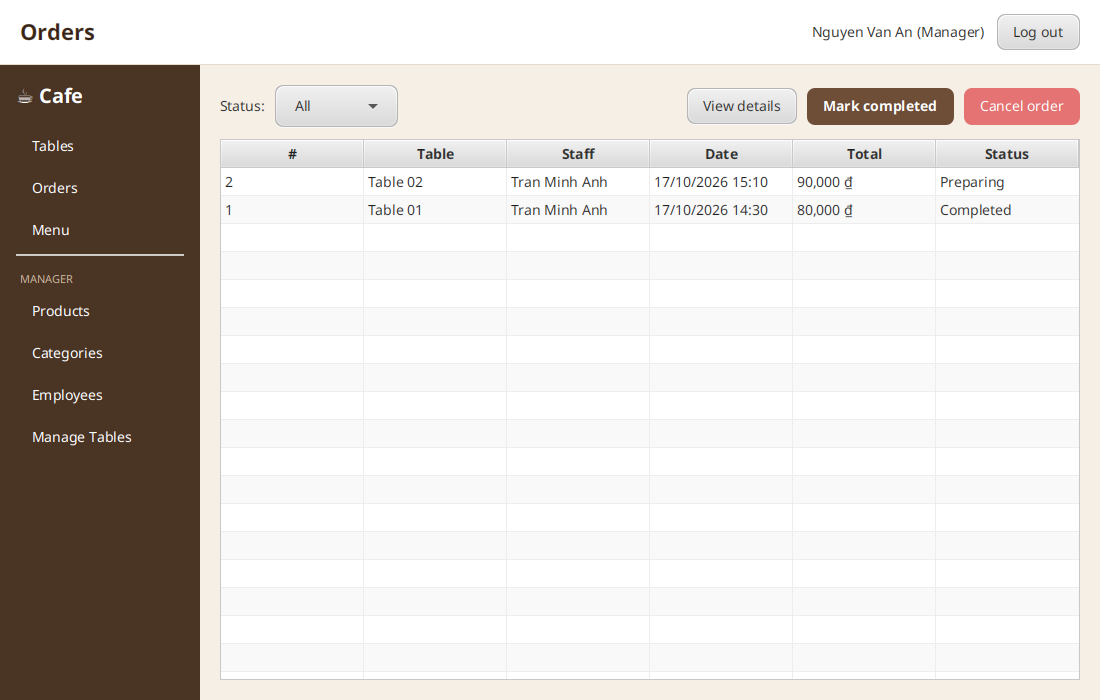 Orders
Nguyen Van An (Manager)
Log out
☕ Cafe
Tables
Orders
Menu
MANAGER
Products
Categories
Employees
Manage Tables
Status:
All
View details
Mark completed
Cancel order
# Table Staff Date Total Status
2 Table 02 Tran Minh Anh 17/10/2026 15:10 90,000 ₫ Preparing
1 Table 01 Tran Minh Anh 17/10/2026 14:30 80,000 ₫ Completed